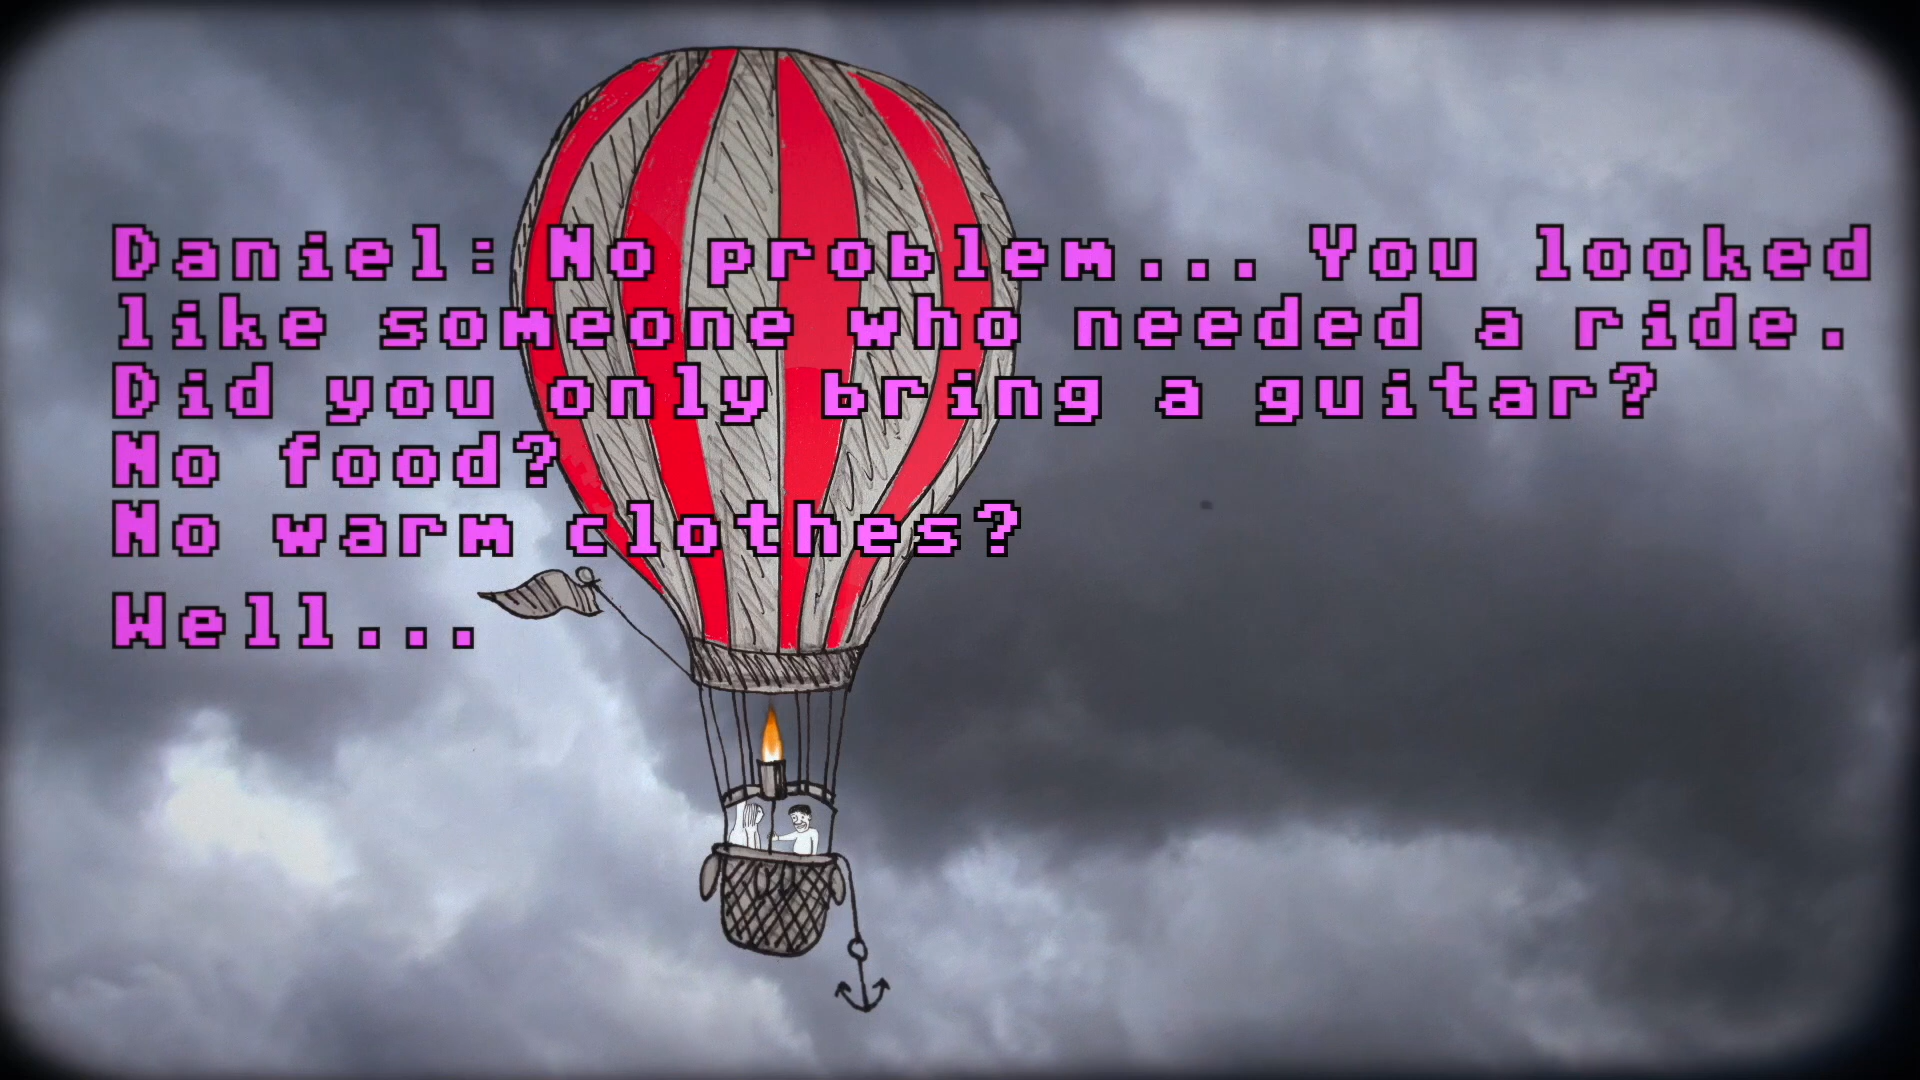 Daniel: No problem... You looked
like someone who needed a ride.
Did you only bring a guitar?
No food?
No warm clothes?
Well...